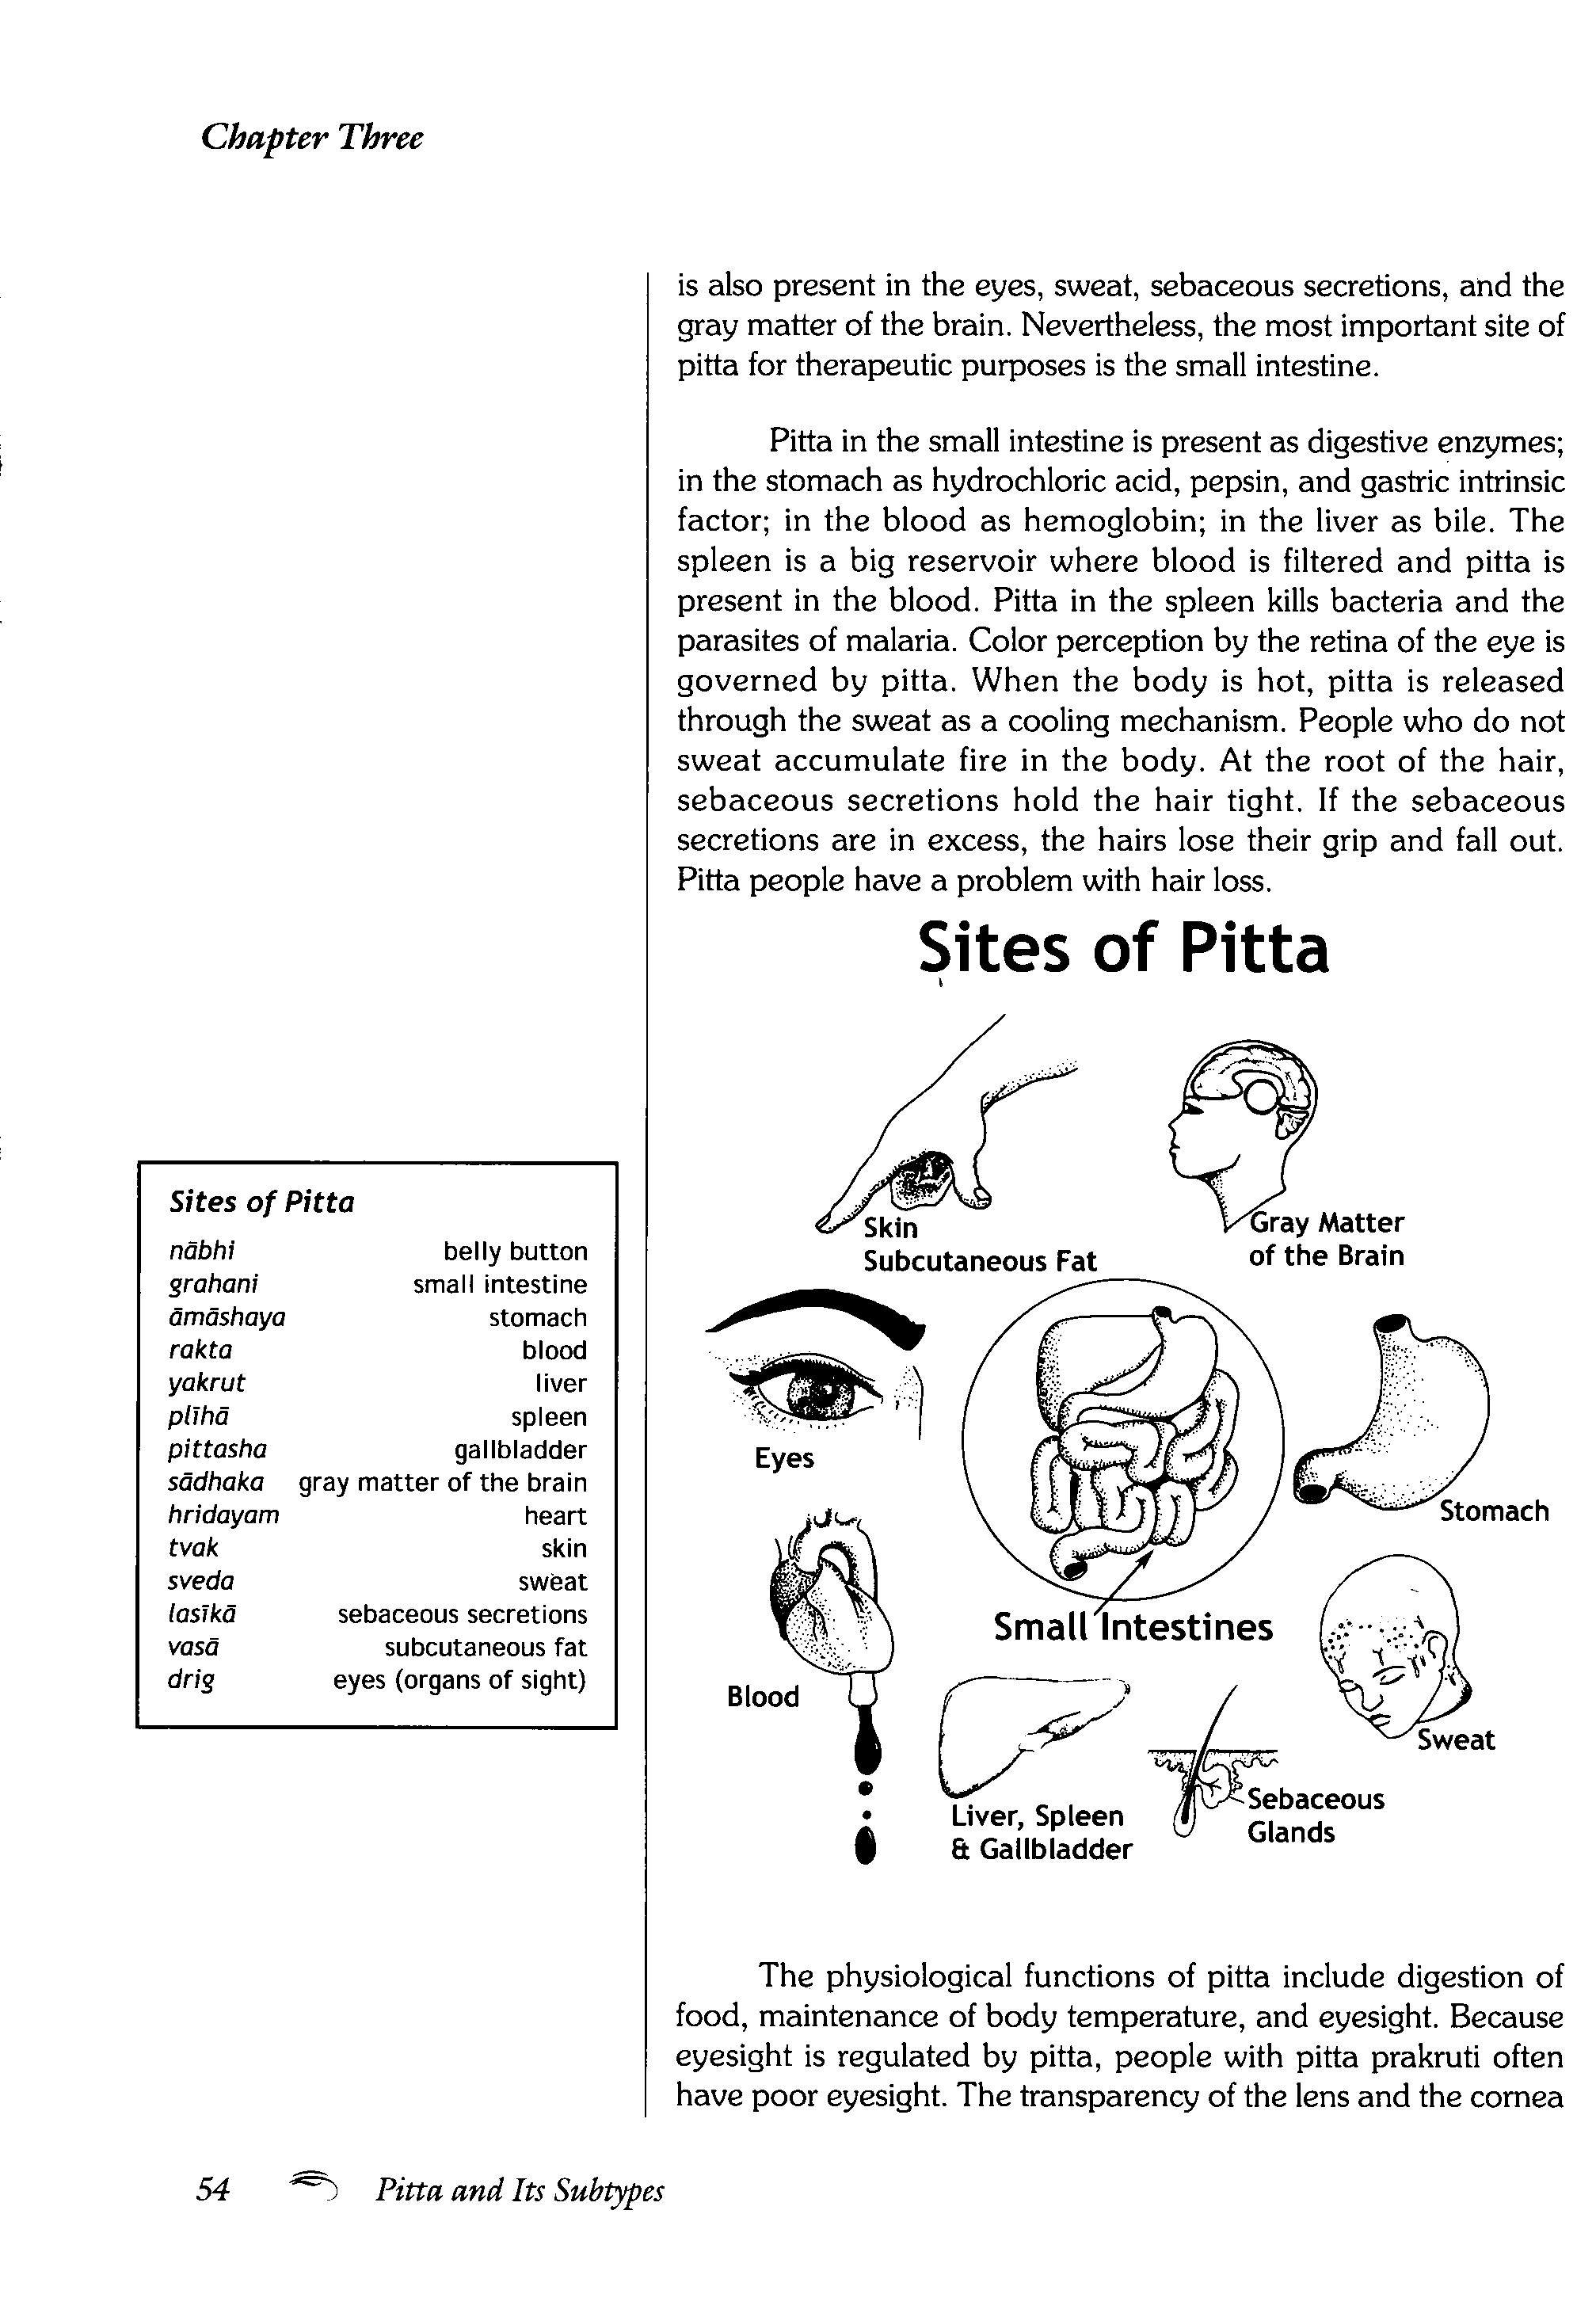 Chapter Three
is also present in the eyes, sweat, sebaceous secretions, and the
gray matter of the brain. Nevertheless, the most important site of
pitta for therapeutic purposes is the small intestine.
Pitta in the small intestine is present as digestive enzymes;
in the stomach as hydrochloric acid, pepsin, and gastric intrinsic
factor; in the blood as hemoglobin; in the liver as bile. The
spleen is a big reservoir where blood is filtered and pitta is
present in the blood. Pitta in the spleen kills bacteria and the
parasites of malaria. Color perception by the retina of the eye is
governed by pitta. When the body is hot, pitta is released
through the sweat as a cooling mechanism. People who do not
sweat accumulate fire in the body. At the root of the hair,
sebaceous secretions hold the hair tight. If the sebaceous
secretions are in excess, the hairs lose their grip and fall out.
Pitta people have a problem with hair loss.
Sites of Pitta
nābhi belly button
grahani small intestine
āmāshaya stomach
rakta blood
yakrut liver
plīhā spleen
pittasha gallbladder
sādhaka gray matter of the brain
hridayam heart
tvak skin
sveda sweat
lasīkā sebaceous secretions
vasā subcutaneous fat
drig eyes (organs of sight)
Sites of Pitta
Skin
Subcutaneous Fat
Gray Matter
of the Brain
Eyes
Stomach
Small Intestines
Blood
Sweat
Liver, Spleen
& Gallbladder
Sebaceous
Glands
The physiological functions of pitta include digestion of
food, maintenance of body temperature, and eyesight. Because
eyesight is regulated by pitta, people with pitta prakruti often
have poor eyesight. The transparency of the lens and the cornea
54 Pitta and Its Subtypes